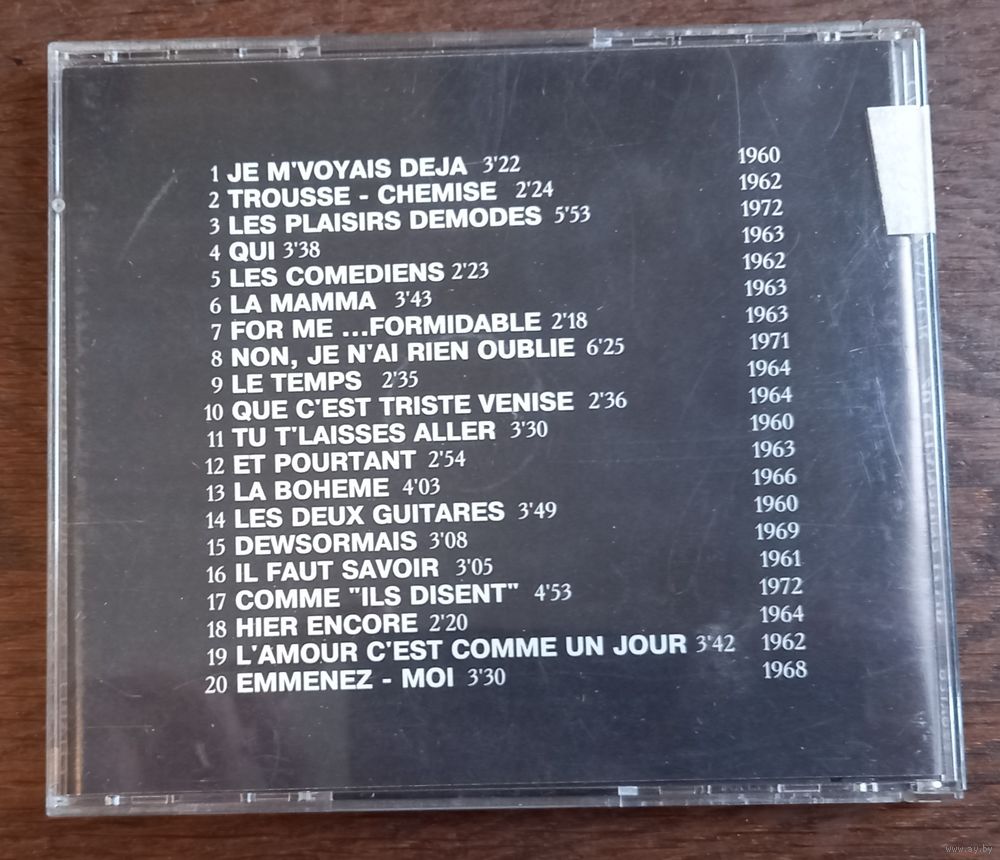 1 JE M'VOYAIS DEJA 3'22 1960
2 TROUSSE - CHEMISE 2'24 1962
3 LES PLAISIRS DEMODES 5'53 1972
4 QUI 3'38 1963
5 LES COMEDIENS 2'23 1962
6 LA MAMMA 3'43 1963
7 FOR ME ...FORMIDABLE 2'18 1963
8 NON, JE N'AI RIEN OUBLIE 6'25 1971
9 LE TEMPS 2'35 1964
10 QUE C'EST TRISTE VENISE 2'36 1964
11 TU T'LAISSES ALLER 3'30 1960
12 ET POURTANT 2'54 1963
13 LA BOHEME 4'03 1966
14 LES DEUX GUITARES 3'49 1960
15 DEWSORMAIS 3'08 1969
16 IL FAUT SAVOIR 3'05 1961
17 COMME "ILS DISENT" 4'53 1972
18 HIER ENCORE 2'20 1964
19 L'AMOUR C'EST COMME UN JOUR 3'42 1962
20 EMMENEZ - MOI 3'30 1968
www.ay.by